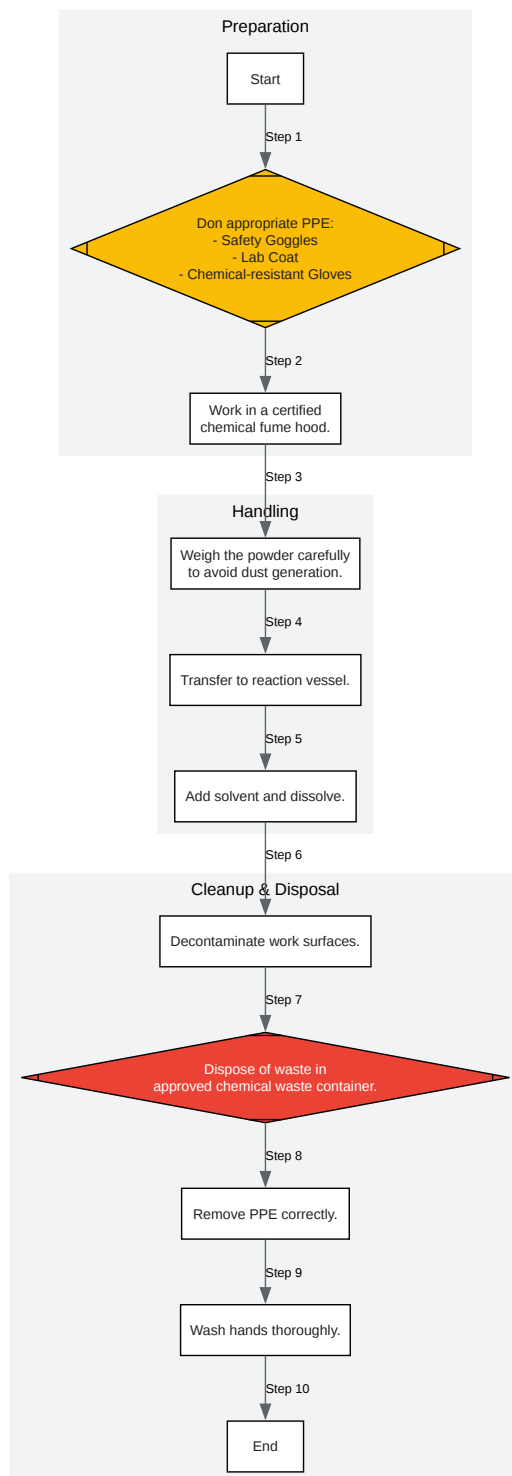 Preparation
Start
Step 1
Don appropriate PPE:
- Safety Goggles
- Lab Coat
- Chemical-resistant Gloves
Step 2
Work in a certified
chemical fume hood.
Step 3
Handling
Weigh the powder carefully
to avoid dust generation.
Step 4
Transfer to reaction vessel.
Step 5
Add solvent and dissolve.
Step 6
Cleanup & Disposal
Decontaminate work surfaces.
Step 7
Dispose of waste in
approved chemical waste container.
Step 8
Remove PPE correctly.
Step 9
Wash hands thoroughly.
Step 10
End